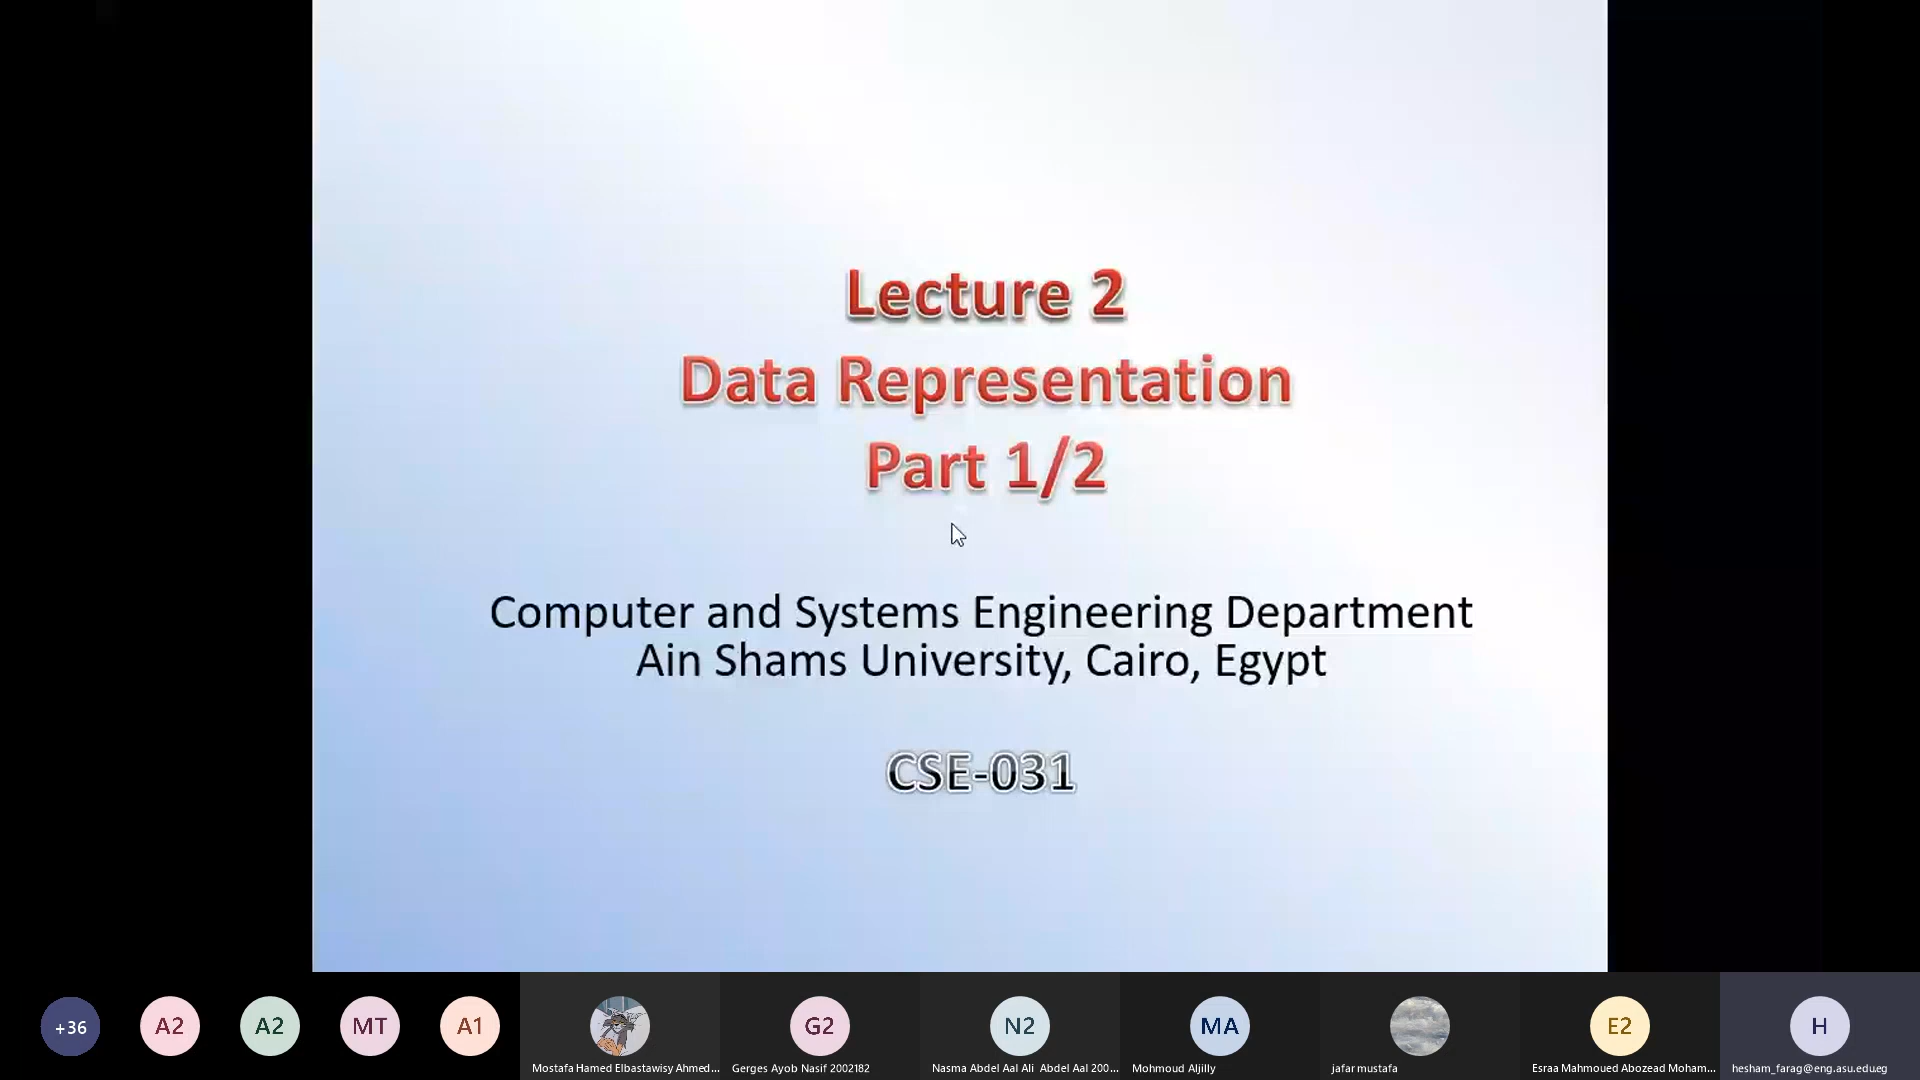 Lecture 2
Data Representation
Part 1/2
Computer and Systems Engineering Department
Ain Shams University, Cairo, Egypt
CSE-031
+36
A2
A2
MT
A1
G2
N2
MA
E2
H
Mostafa Hamed Elbastawisy Ahmed...
Gerges Ayob Nasif 2002182
Nasma Abdel Aal Ali Abdel Aal 200...
Mohmoud Aljilly
jafar mustafa
Esraa Mahmoued Abozead Moham...
hesham_farag@eng.asu.edu.eg